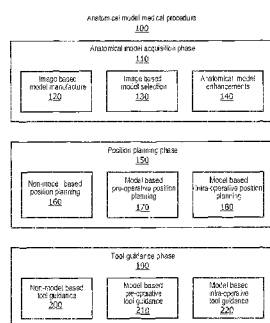 Anatomical model medical procedure
100
Anatomical model acquisition phase
110
Image based
model manufacture
120
Image based
model selection
130
Anatomical model
enhancements
140
Position planning phase
150
Non-model based
position planning
160
Model based
pre-operative position
planning
170
Model based
intra-operative position
planning
180
Tool guidance phase
190
Non-model based
tool guidance
200
Model based
pre-operative
tool guidance
210
Model based
intra-operative
tool guidance
220